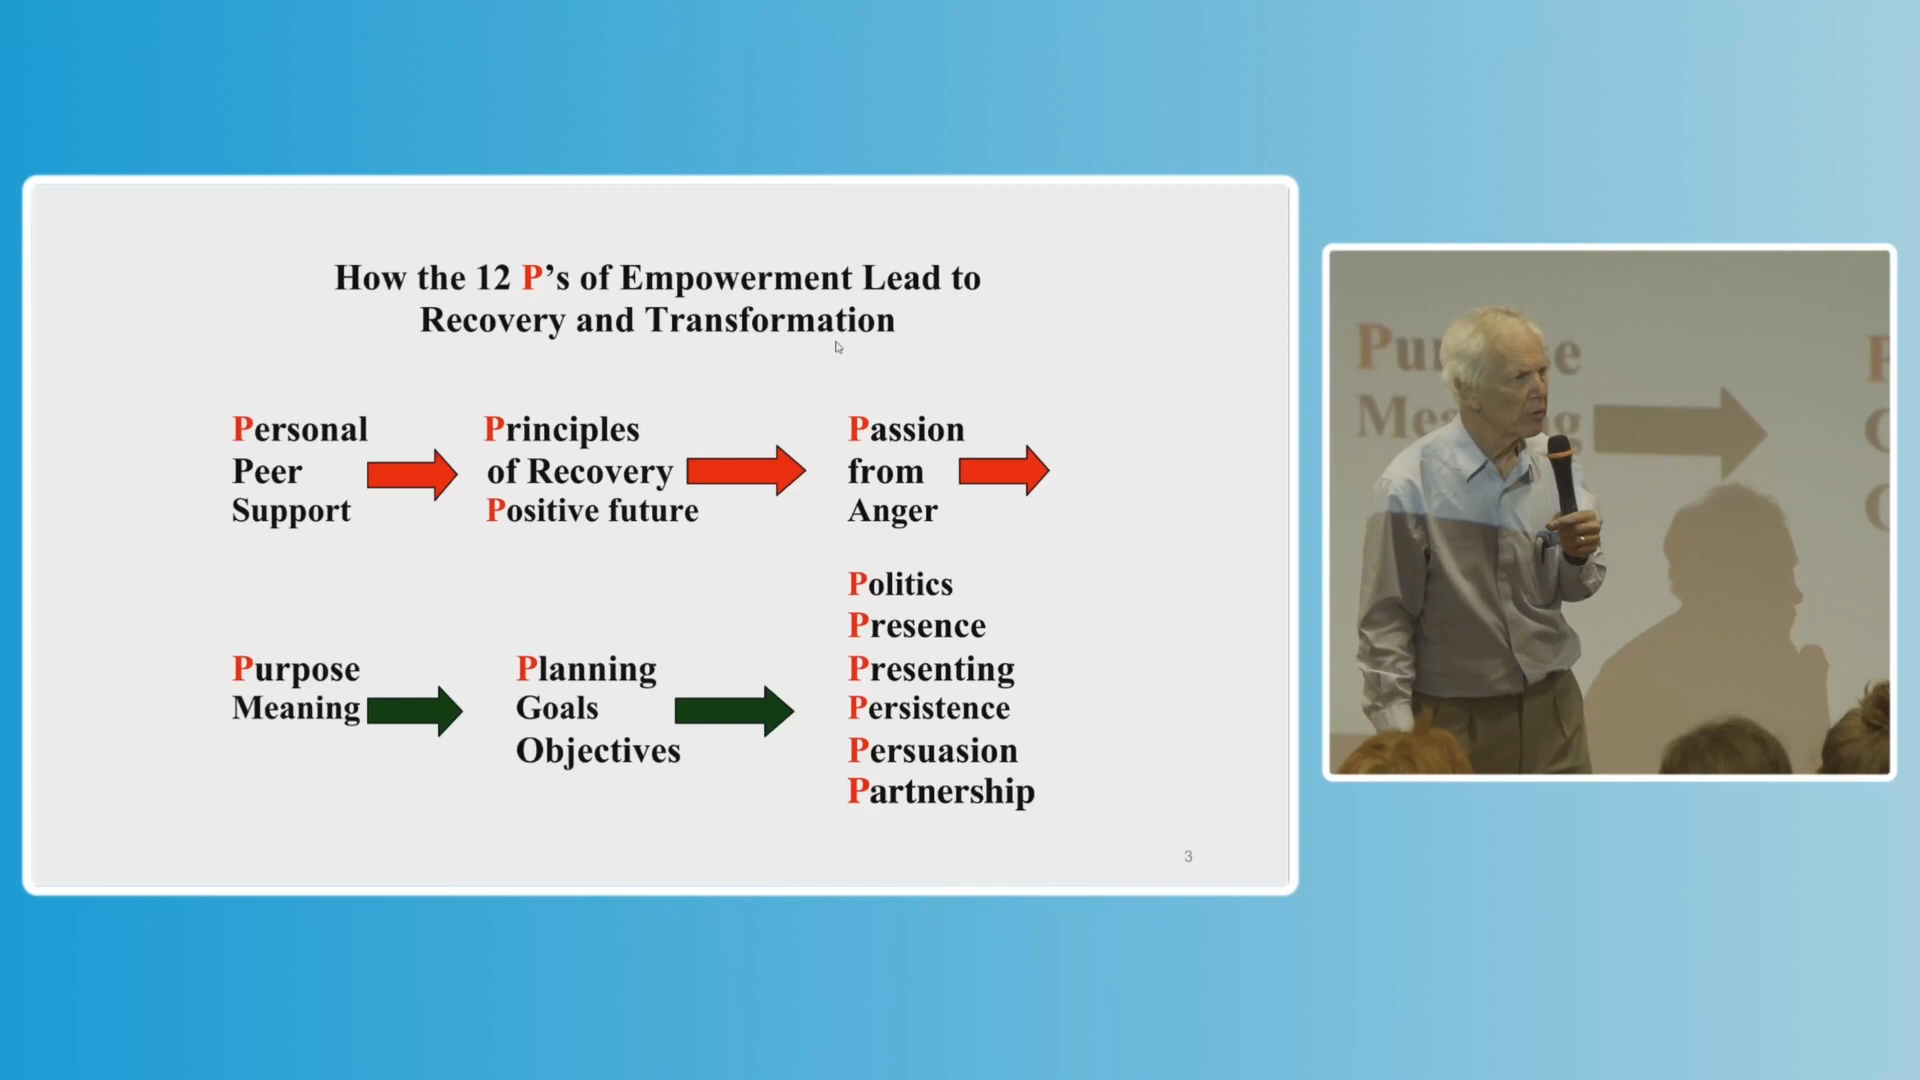 How the 12 P's of Empowerment Lead to
Recovery and Transformation
Personal
Peer
Support
Principles
of Recovery
Positive future
Passion
from
Anger
Purpose
Meaning
Planning
Goals
Objectives
Politics
Presence
Presenting
Persistence
Persuasion
Partnership
3